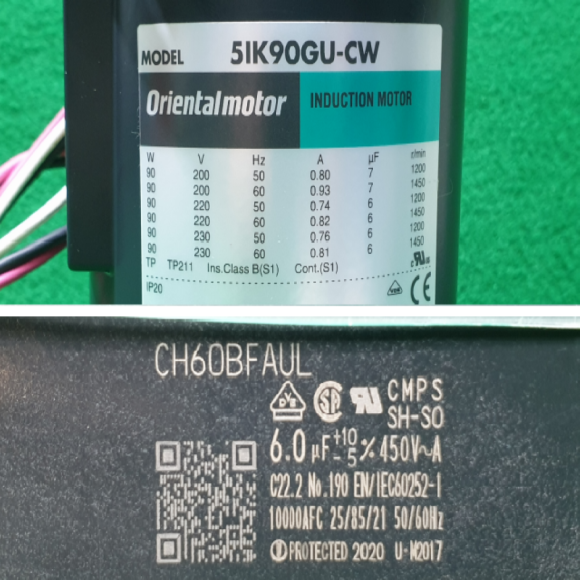 MODEL 5IK90GU-CW
Orientalmotor INDUCTION MOTOR
W V Hz A µF r/min
90 200 50 0.80 7 1200
90 200 60 0.93 7 1450
90 220 50 0.74 6 1200
90 220 60 0.82 6 1450
90 230 50 0.76 6 1200
90 230 60 0.81 6 1450
TP TP211 Ins.Class B(S1) Cont.(S1)
IP20
CE
CH60BFAUL
CMPS
SH-SO
6.0 µF +10 -5 % 450V~A
C22.2 No.190 EN/IEC60252-1
10000AFC 25/85/21 50/60Hz
PROTECTED 2020 U-N2017